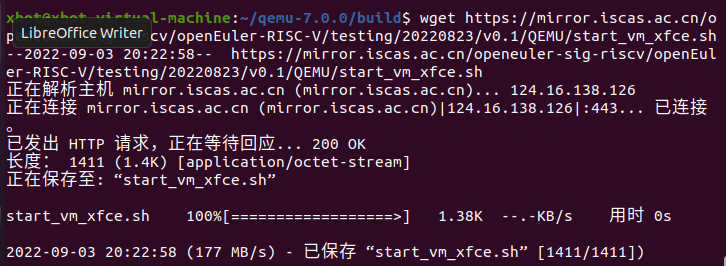 xbot@xbot-virtual-machine:~/qemu-7.0.0/build$ wget https://mirror.iscas.ac.cn/o
LibreOffice Writer
scv/openEuler-RISC-V/testing/20220823/v0.1/QEMU/start_vm_xfce.sh
--2022-09-03 20:22:58--  https://mirror.iscas.ac.cn/openeuler-sig-riscv/openEul
er-RISC-V/testing/20220823/v0.1/QEMU/start_vm_xfce.sh
正在解析主机 mirror.iscas.ac.cn (mirror.iscas.ac.cn)... 124.16.138.126
正在连接 mirror.iscas.ac.cn (mirror.iscas.ac.cn)|124.16.138.126|:443... 已连接
。
已发出 HTTP 请求，正在等待回应... 200 OK
长度： 1411 (1.4K) [application/octet-stream]
正在保存至: “start_vm_xfce.sh”
start_vm_xfce.sh    100%[===================>]   1.38K  --.-KB/s    用时 0s
2022-09-03 20:22:58 (177 MB/s) - 已保存 “start_vm_xfce.sh” [1411/1411])